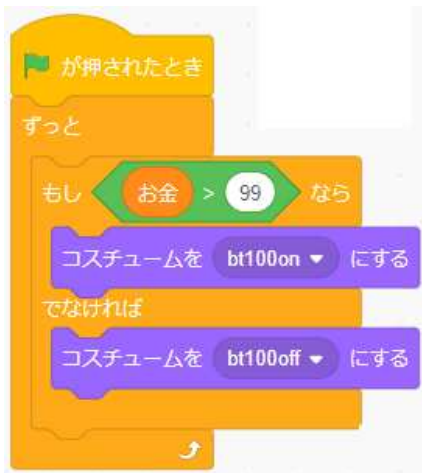 が押されたとき
ずっと
もし お金 > 99 なら
コスチュームを bt100on にする
でなければ
コスチュームを bt100off にする